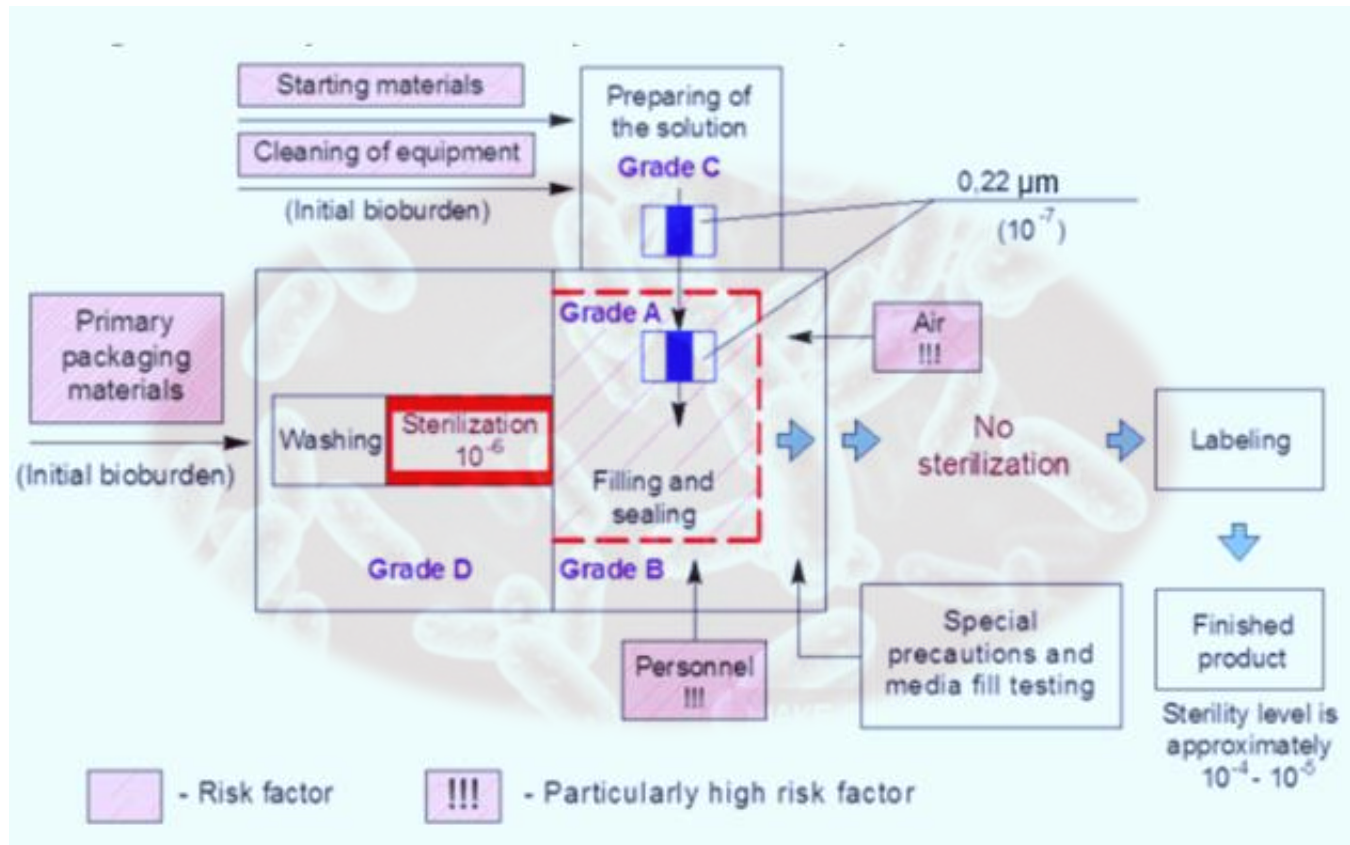 Starting materials
Cleaning of equipment
(Initial bioburden)
Preparing of
the solution
Grade C
0.22 µm
(10⁻⁷)
Primary
packaging
materials
(Initial bioburden)
Washing
Sterilization
10⁻⁶
Grade D
Grade A
Filling and
sealing
Grade B
Air
!!!
Personnel
!!!
Special
precautions and
media fill testing
No
sterilization
Labeling
Finished
product
Sterility level is
approximately
10⁻⁴ - 10⁻⁵
- Risk factor
!!! - Particularly high risk factor